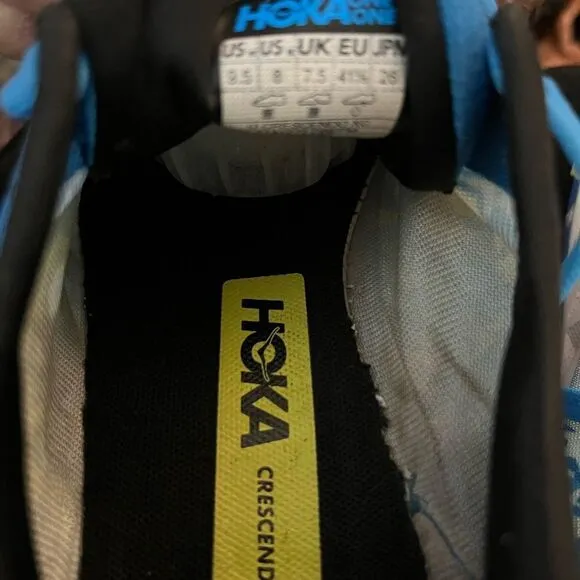 HOKA ONE ONE
US US UK EU JPN
9.5 8 7.5 41⅓ 26
HOKA
CRESCEND